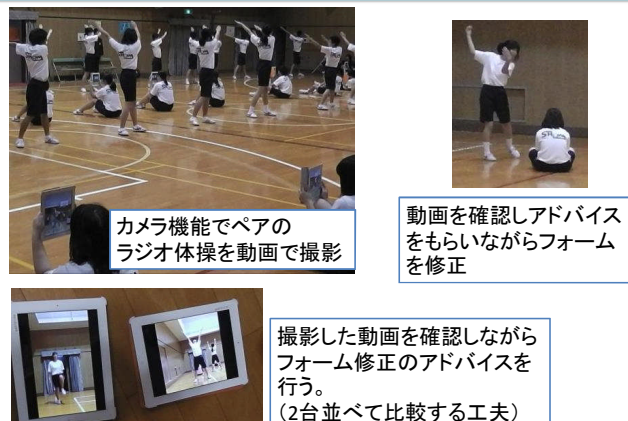 カメラ機能でペアの
ラジオ体操を動画で撮影
動画を確認しアドバイス
をもらいながらフォーム
を修正
撮影した動画を確認しながら
フォーム修正のアドバイスを
行う。
(2台並べて比較する工夫)